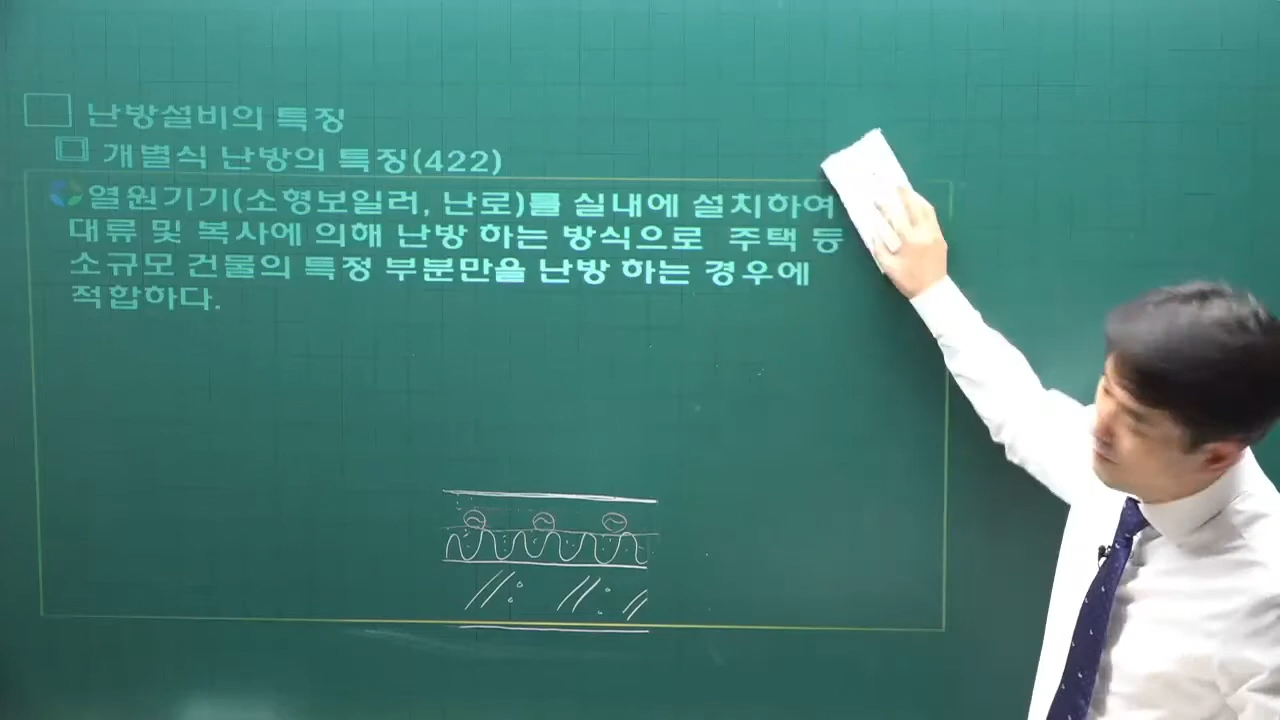 난방설비의 특징
개별식 난방의 특징(422)
열원기기(소형보일러, 난로)를 실내에 설치하여
대류 및 복사에 의해 난방 하는 방식으로 주택 등
소규모 건물의 특정 부분만을 난방 하는 경우에
적합하다.